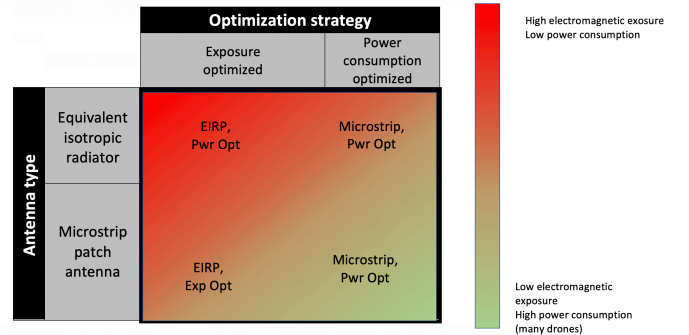 Optimization strategy
Exposure
optimized
Power
consumption
optimized
Antenna type
Equivalent
isotropic
radiator
EIRP,
Pwr Opt
Microstrip,
Pwr Opt
Microstrip
patch
antenna
EIRP,
Exp Opt
Microstrip,
Pwr Opt
High electromagnetic exosure
Low power consumption
Low electromagnetic
exposure
High power consumption
(many drones)